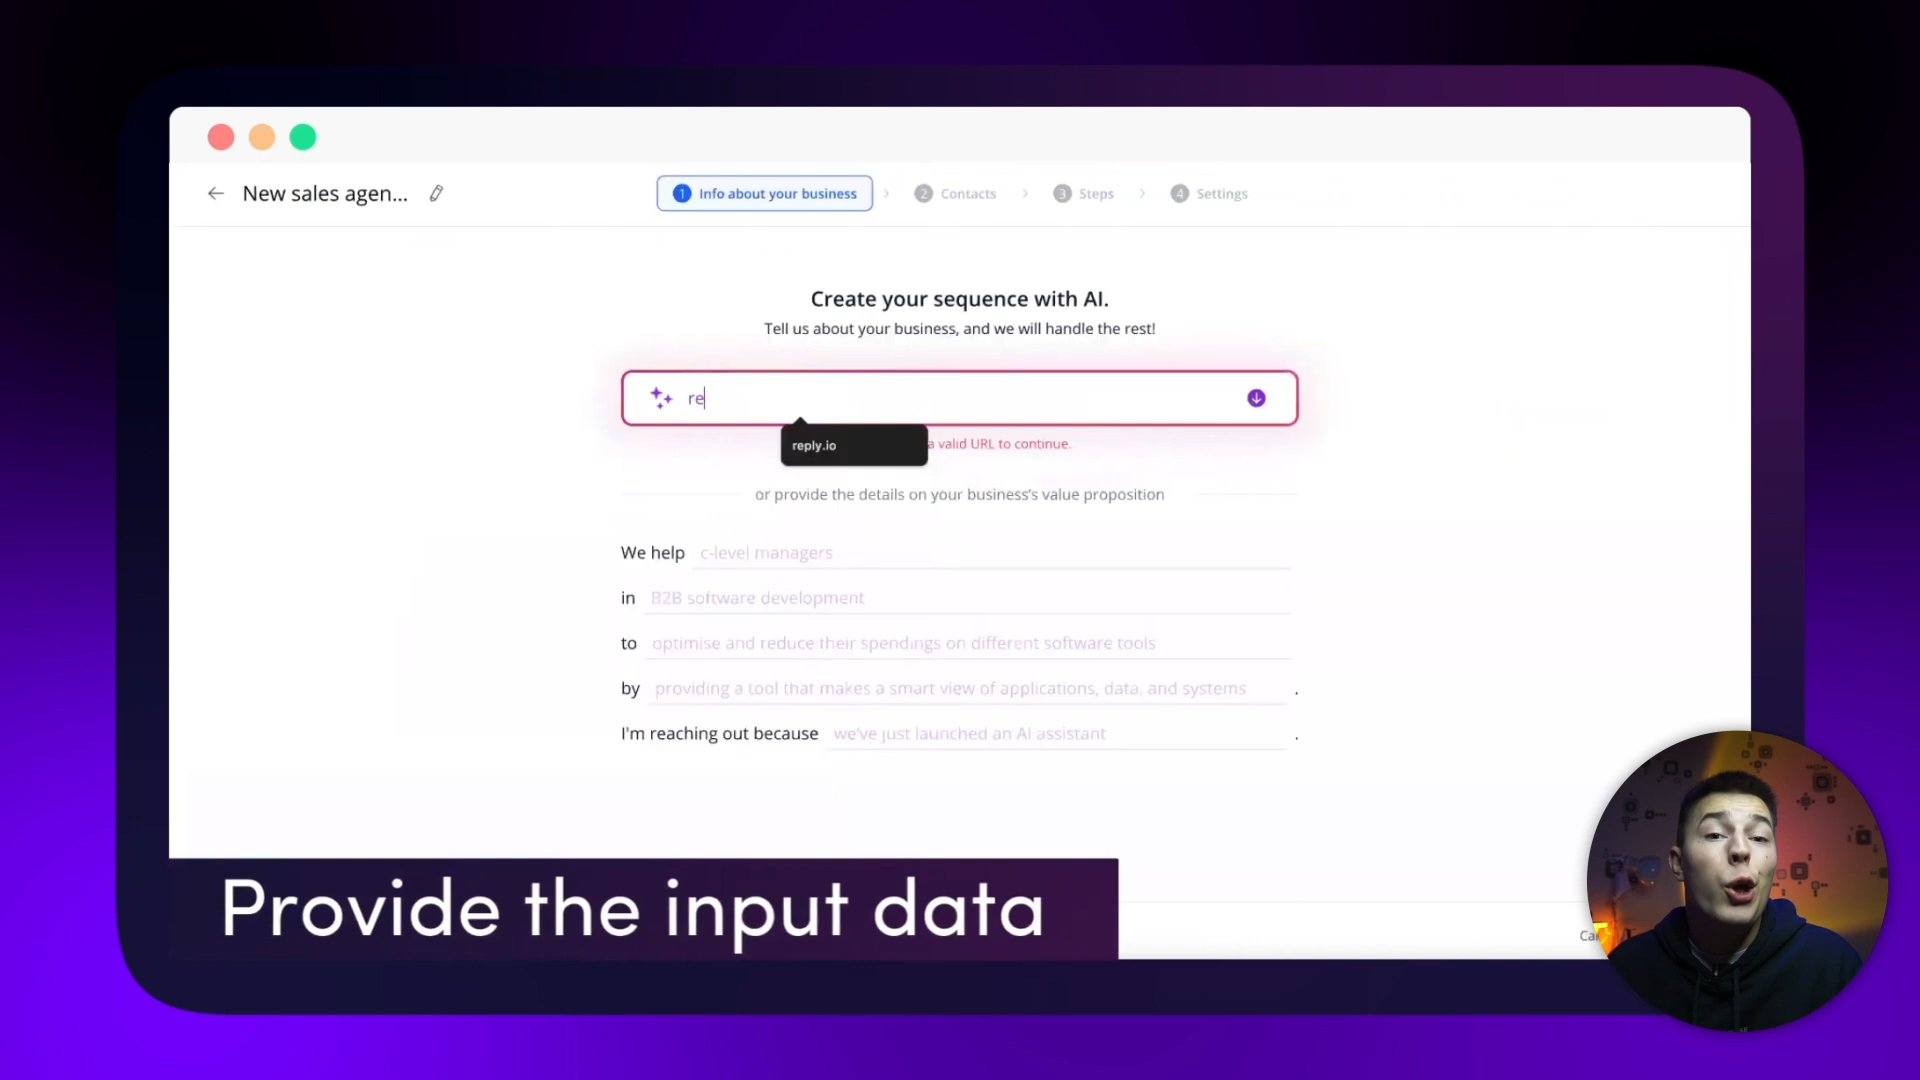 New sales agen...
1 Info about your business
2 Contacts
3 Steps
4 Settings
Create your sequence with AI.
Tell us about your business, and we will handle the rest!
re
reply.io
a valid URL to continue.
or provide the details on your business's value proposition
We help c-level managers
in B2B software development
to optimise and reduce their spendings on different software tools
by providing a tool that makes a smart view of applications, data, and systems .
I'm reaching out because we've just launched an AI assistant .
Provide the input data